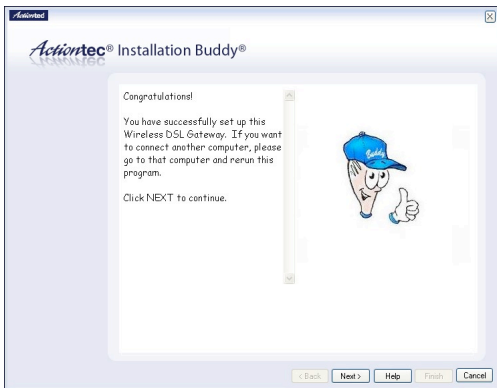 Actiontec
Actiontec® Installation Buddy®
Congratulations!
You have successfully set up this
Wireless DSL Gateway. If you want
to connect another computer, please
go to that computer and rerun this
program.
Click NEXT to continue.
Buddy
< Back Next > Help Finish Cancel